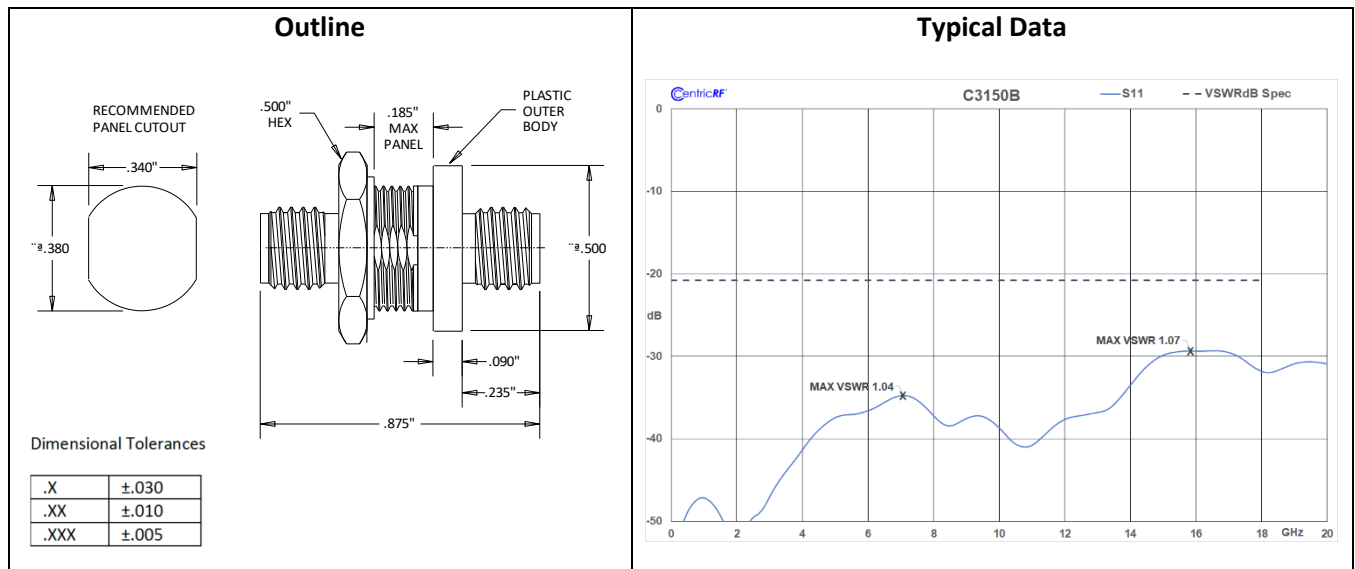 Outline
RECOMMENDED
PANEL CUTOUT
.340"
.380
.500"
HEX
.185"
MAX
PANEL
PLASTIC
OUTER
BODY
.500
.090"
.235"
.875"
Dimensional Tolerances
.X ±.030
.XX ±.010
.XXX ±.005
Typical Data
CentricRF
C3150B
S11
VSWRdB Spec
0
-10
-20
dB
-30
-40
-50
MAX VSWR 1.04
MAX VSWR 1.07
0 2 4 6 8 10 12 14 16 18 GHz 20